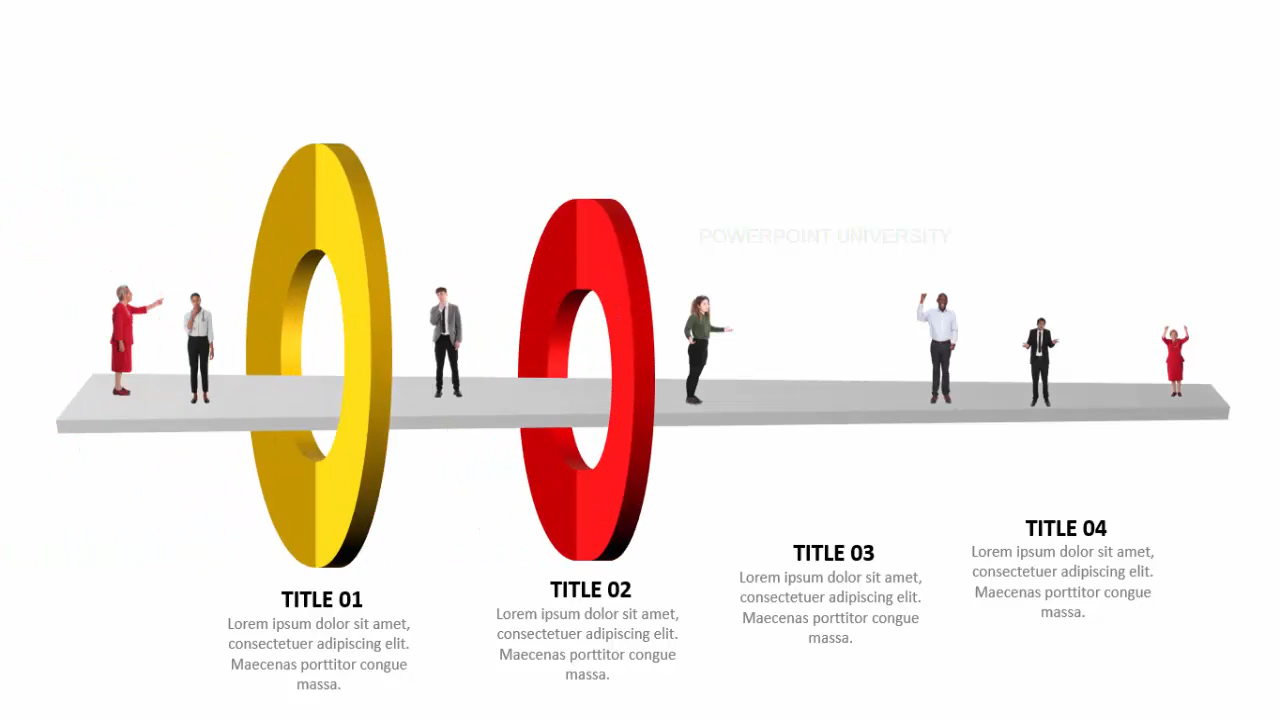 POWERPOINT UNIVERSITY
TITLE 01
Lorem ipsum dolor sit amet,
consectetuer adipiscing elit.
Maecenas porttitor congue
massa.
TITLE 02
Lorem ipsum dolor sit amet,
consectetuer adipiscing elit.
Maecenas porttitor congue
massa.
TITLE 03
Lorem ipsum dolor sit amet,
consectetuer adipiscing elit.
Maecenas porttitor congue
massa.
TITLE 04
Lorem ipsum dolor sit amet,
consectetuer adipiscing elit.
Maecenas porttitor congue
massa.